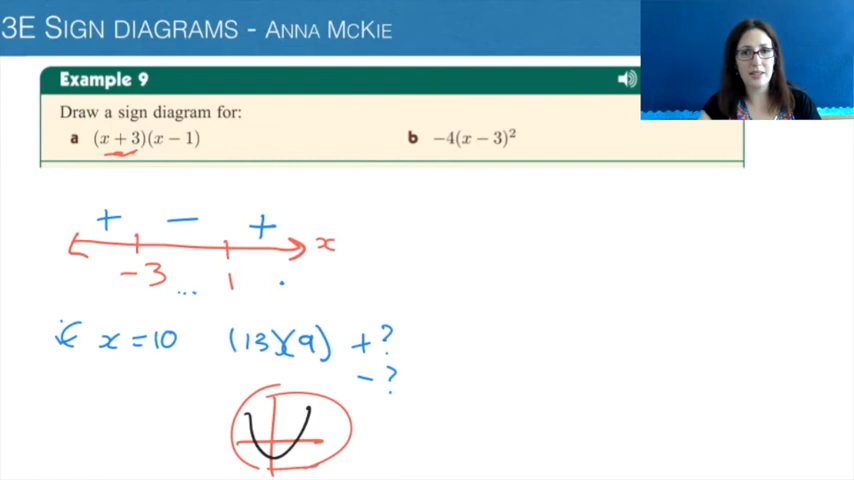 3E SIGN DIAGRAMS - ANNA MCKIE
Example 9
Draw a sign diagram for:
a (x + 3)(x − 1)
b −4(x − 3)²
+ − +
x
−3 ... 1 .
x = 10 (13)(9) + ?
− ?